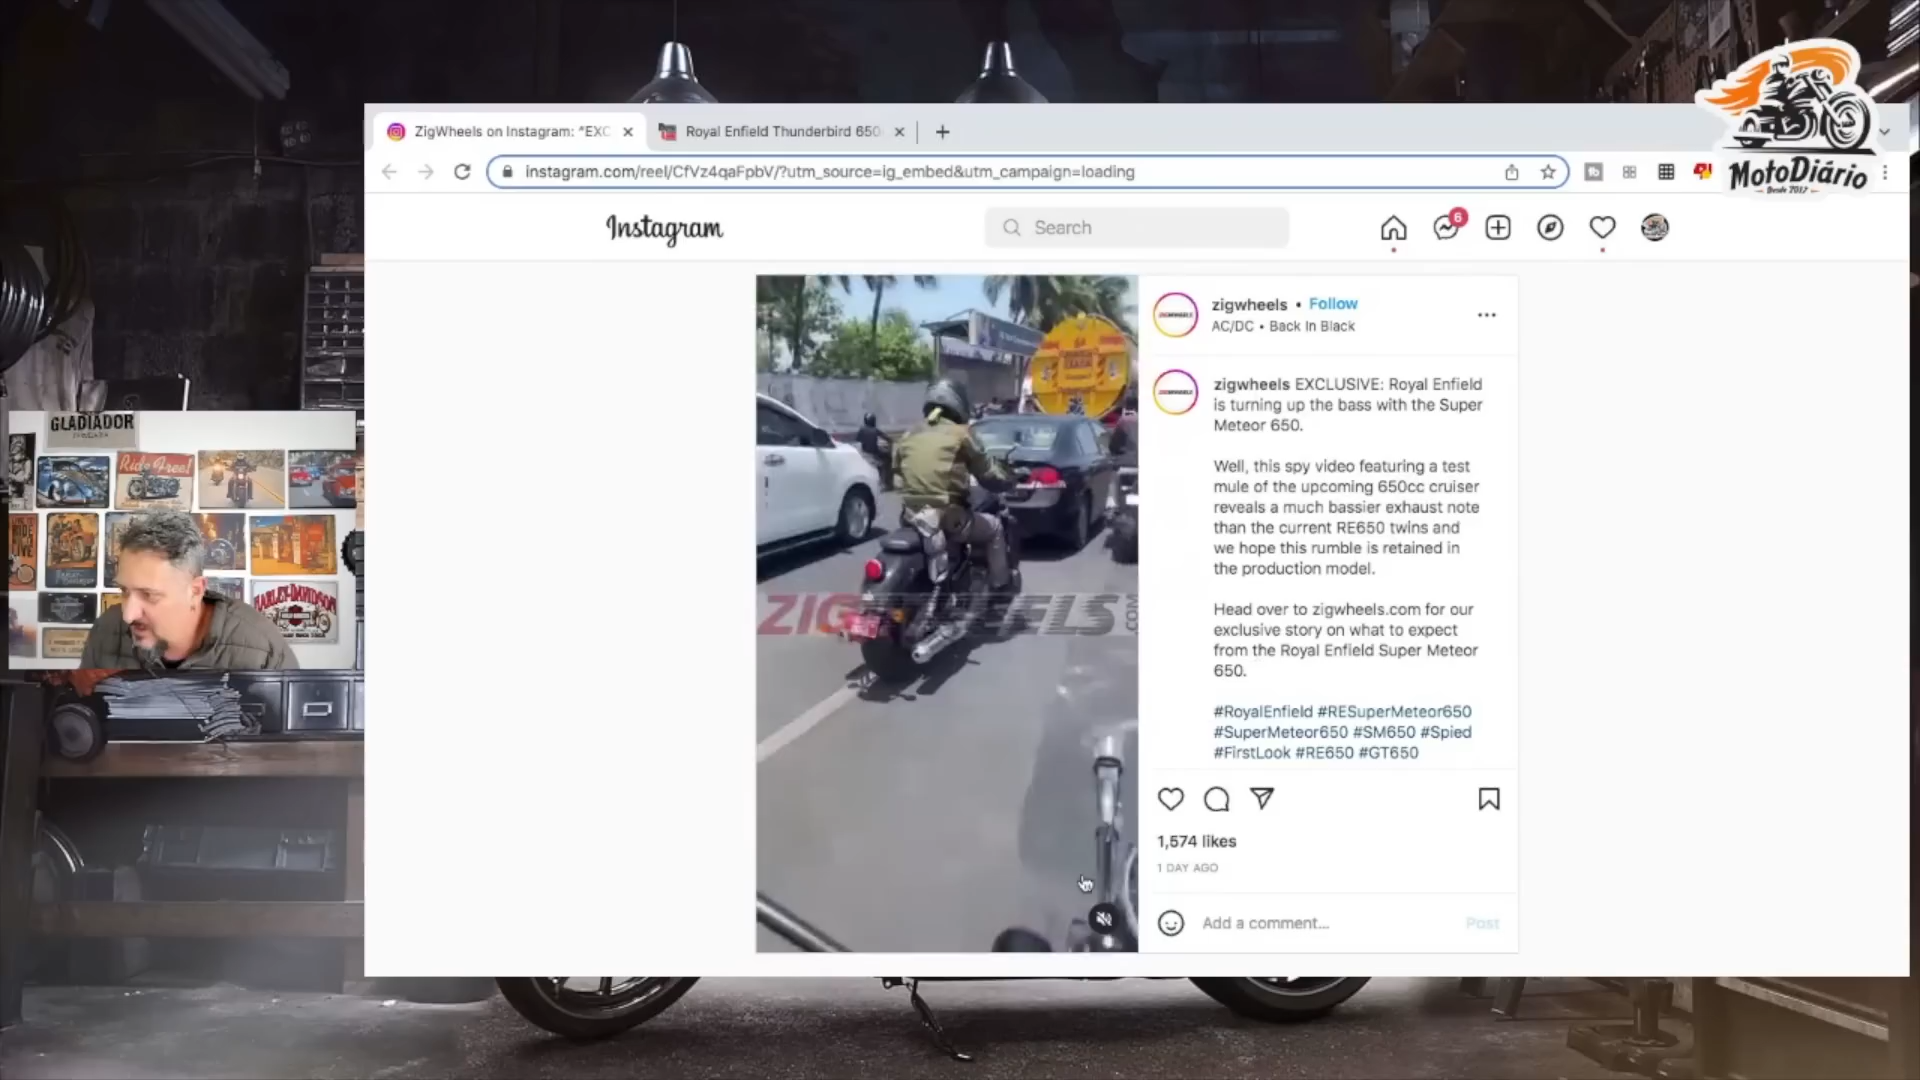 ZigWheels on Instagram: "EXC
Royal Enfield Thunderbird 650
instagram.com/reel/CfVz4qaFpbV/?utm_source=ig_embed&utm_campaign=loading
MotoDiário
Desde 2017
Instagram
Search
6
zigwheels • Follow
AC/DC • Back In Black
zigwheels EXCLUSIVE: Royal Enfield
is turning up the bass with the Super
Meteor 650.
Well, this spy video featuring a test
mule of the upcoming 650cc cruiser
reveals a much bassier exhaust note
than the current RE650 twins and
we hope this rumble is retained in
the production model.
Head over to zigwheels.com for our
exclusive story on what to expect
from the Royal Enfield Super Meteor
650.
#RoyalEnfield #RESuperMeteor650
#SuperMeteor650 #SM650 #Spied
#FirstLook #RE650 #GT650
1,574 likes
1 DAY AGO
Add a comment...
Post
ZIGWHEELS.COM
GLADIADOR
Ride Free!
RIDE
LIVE
HARLEY-DAVIDSON